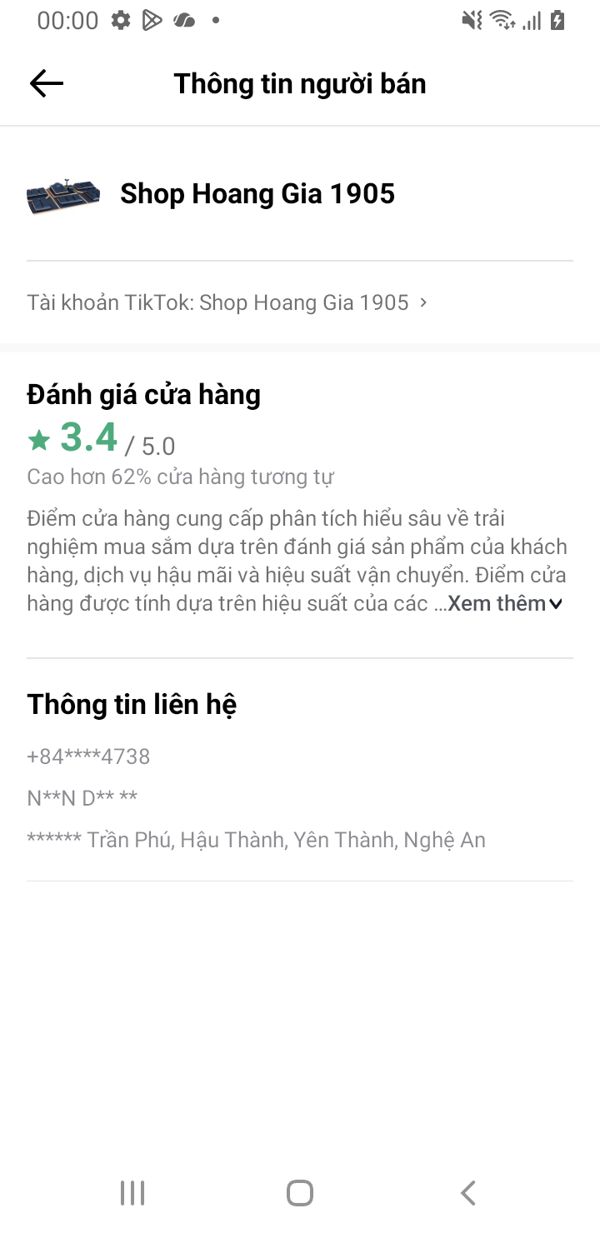 00:00
Thông tin người bán
Shop Hoang Gia 1905
Tài khoản TikTok: Shop Hoang Gia 1905 >
Đánh giá cửa hàng
3.4 / 5.0
Cao hơn 62% cửa hàng tương tự
Điểm cửa hàng cung cấp phân tích hiểu sâu về trải
nghiệm mua sắm dựa trên đánh giá sản phẩm của khách
hàng, dịch vụ hậu mãi và hiệu suất vận chuyển. Điểm cửa
hàng được tính dựa trên hiệu suất của các ...Xem thêm
Thông tin liên hệ
+84****4738
N**N D** **
****** Trần Phú, Hậu Thành, Yên Thành, Nghệ An